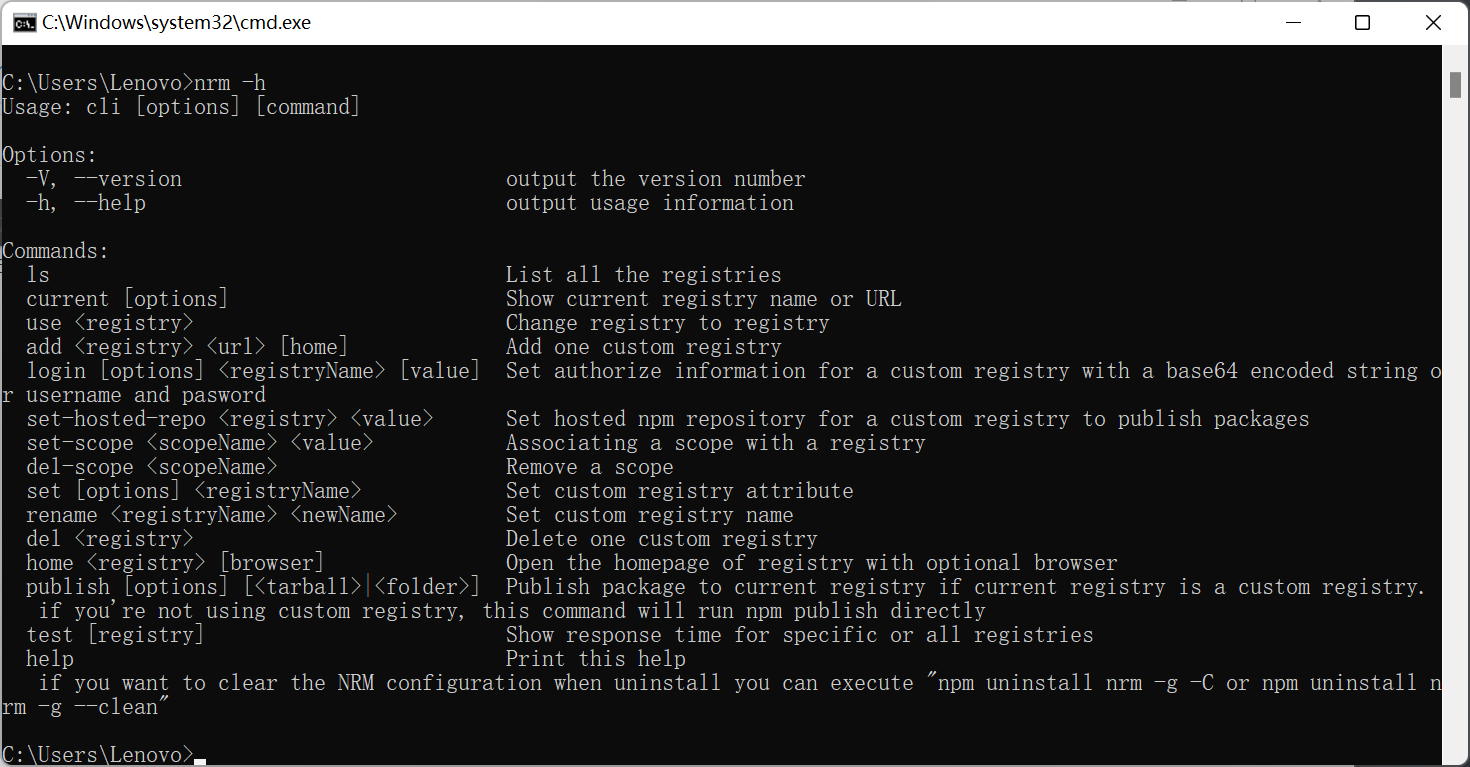 C:\Windows\system32\cmd.exe
C:\Users\Lenovo>nrm -h
Usage: cli [options] [command]
Options:
-V, --version output the version number
-h, --help output usage information
Commands:
ls List all the registries
current [options] Show current registry name or URL
use <registry> Change registry to registry
add <registry> <url> [home] Add one custom registry
login [options] <registryName> [value] Set authorize information for a custom registry with a base64 encoded string o
r username and pasword
set-hosted-repo <registry> <value> Set hosted npm repository for a custom registry to publish packages
set-scope <scopeName> <value> Associating a scope with a registry
del-scope <scopeName> Remove a scope
set [options] <registryName> Set custom registry attribute
rename <registryName> <newName> Set custom registry name
del <registry> Delete one custom registry
home <registry> [browser] Open the homepage of registry with optional browser
publish [options] [<tarball>|<folder>] Publish package to current registry if current registry is a custom registry.
if you're not using custom registry, this command will run npm publish directly
test [registry] Show response time for specific or all registries
help Print this help
if you want to clear the NRM configuration when uninstall you can execute "npm uninstall nrm -g -C or npm uninstall n
rm -g --clean"
C:\Users\Lenovo>